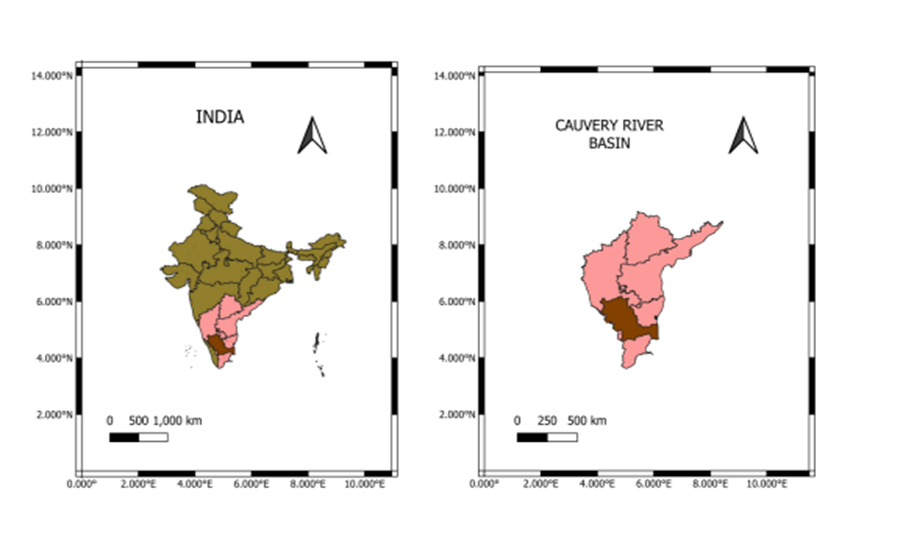 INDIA
14.000°N
12.000°N
10.000°N
8.000°N
6.000°N
4.000°N
2.000°N
0 500 1,000 km
0.000° 2.000°E 4.000°E 6.000°E 8.000°E 10.000°E
CAUVERY RIVER
BASIN
14.000°N
12.000°N
10.000°N
8.000°N
6.000°N
4.000°N
2.000°N
0 250 500 km
0.000° 2.000°E 4.000°E 6.000°E 8.000°E 10.000°E